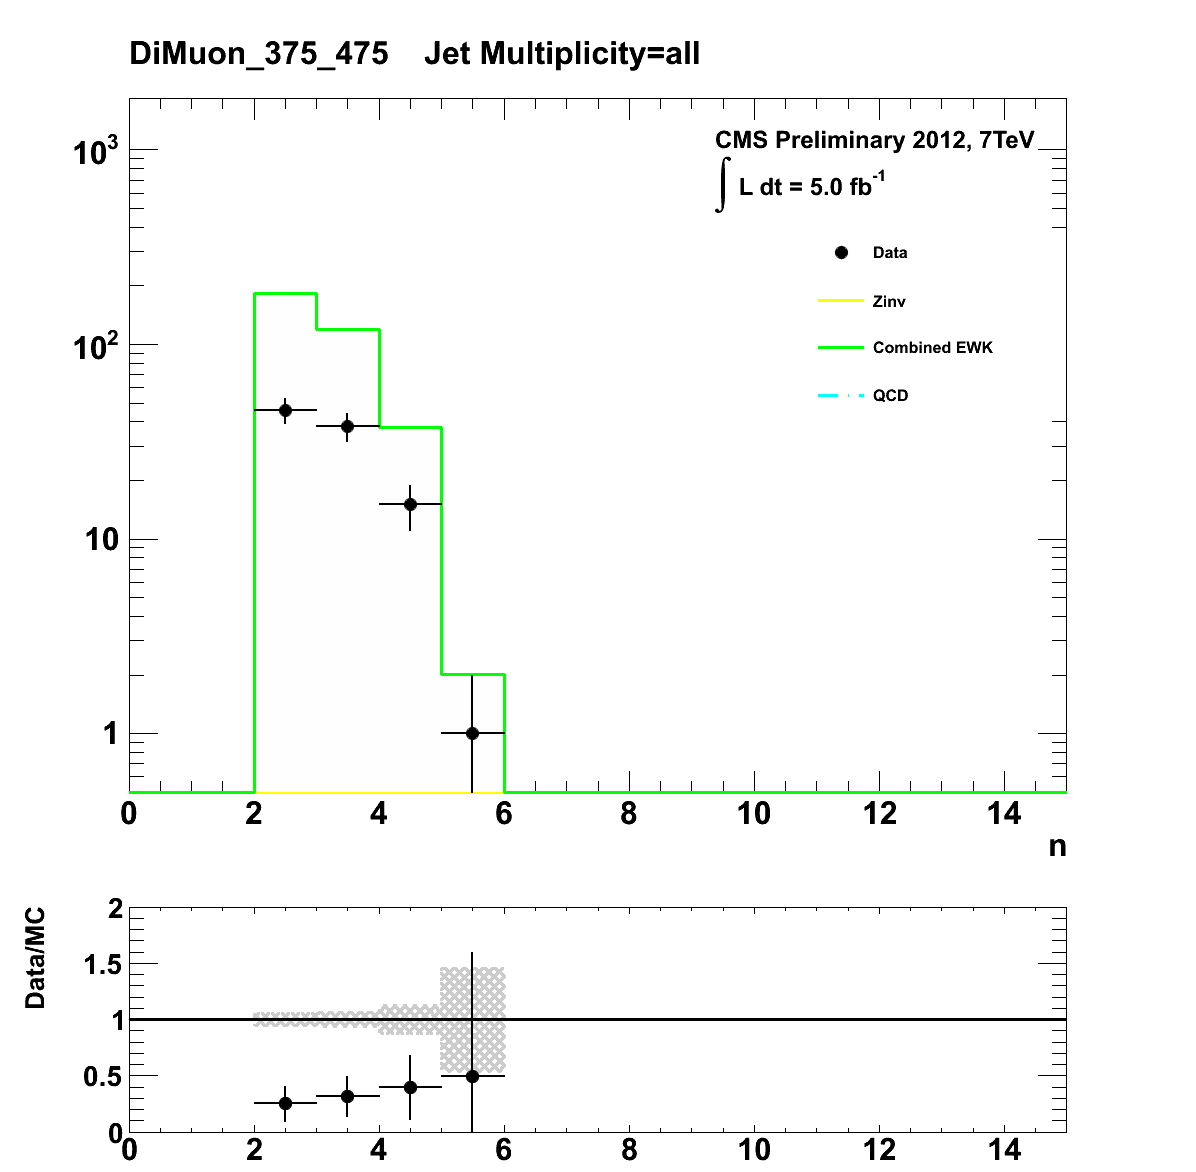 DiMuon_375_475 Jet Multiplicity=all
CMS Preliminary 2012, 7TeV
∫ L dt = 5.0 fb⁻¹
Data
Zinv
Combined EWK
QCD
10³
10²
10
1
0 2 4 6 8 10 12 14
n
Data/MC
2
1.5
1
0.5
0
0 2 4 6 8 10 12 14